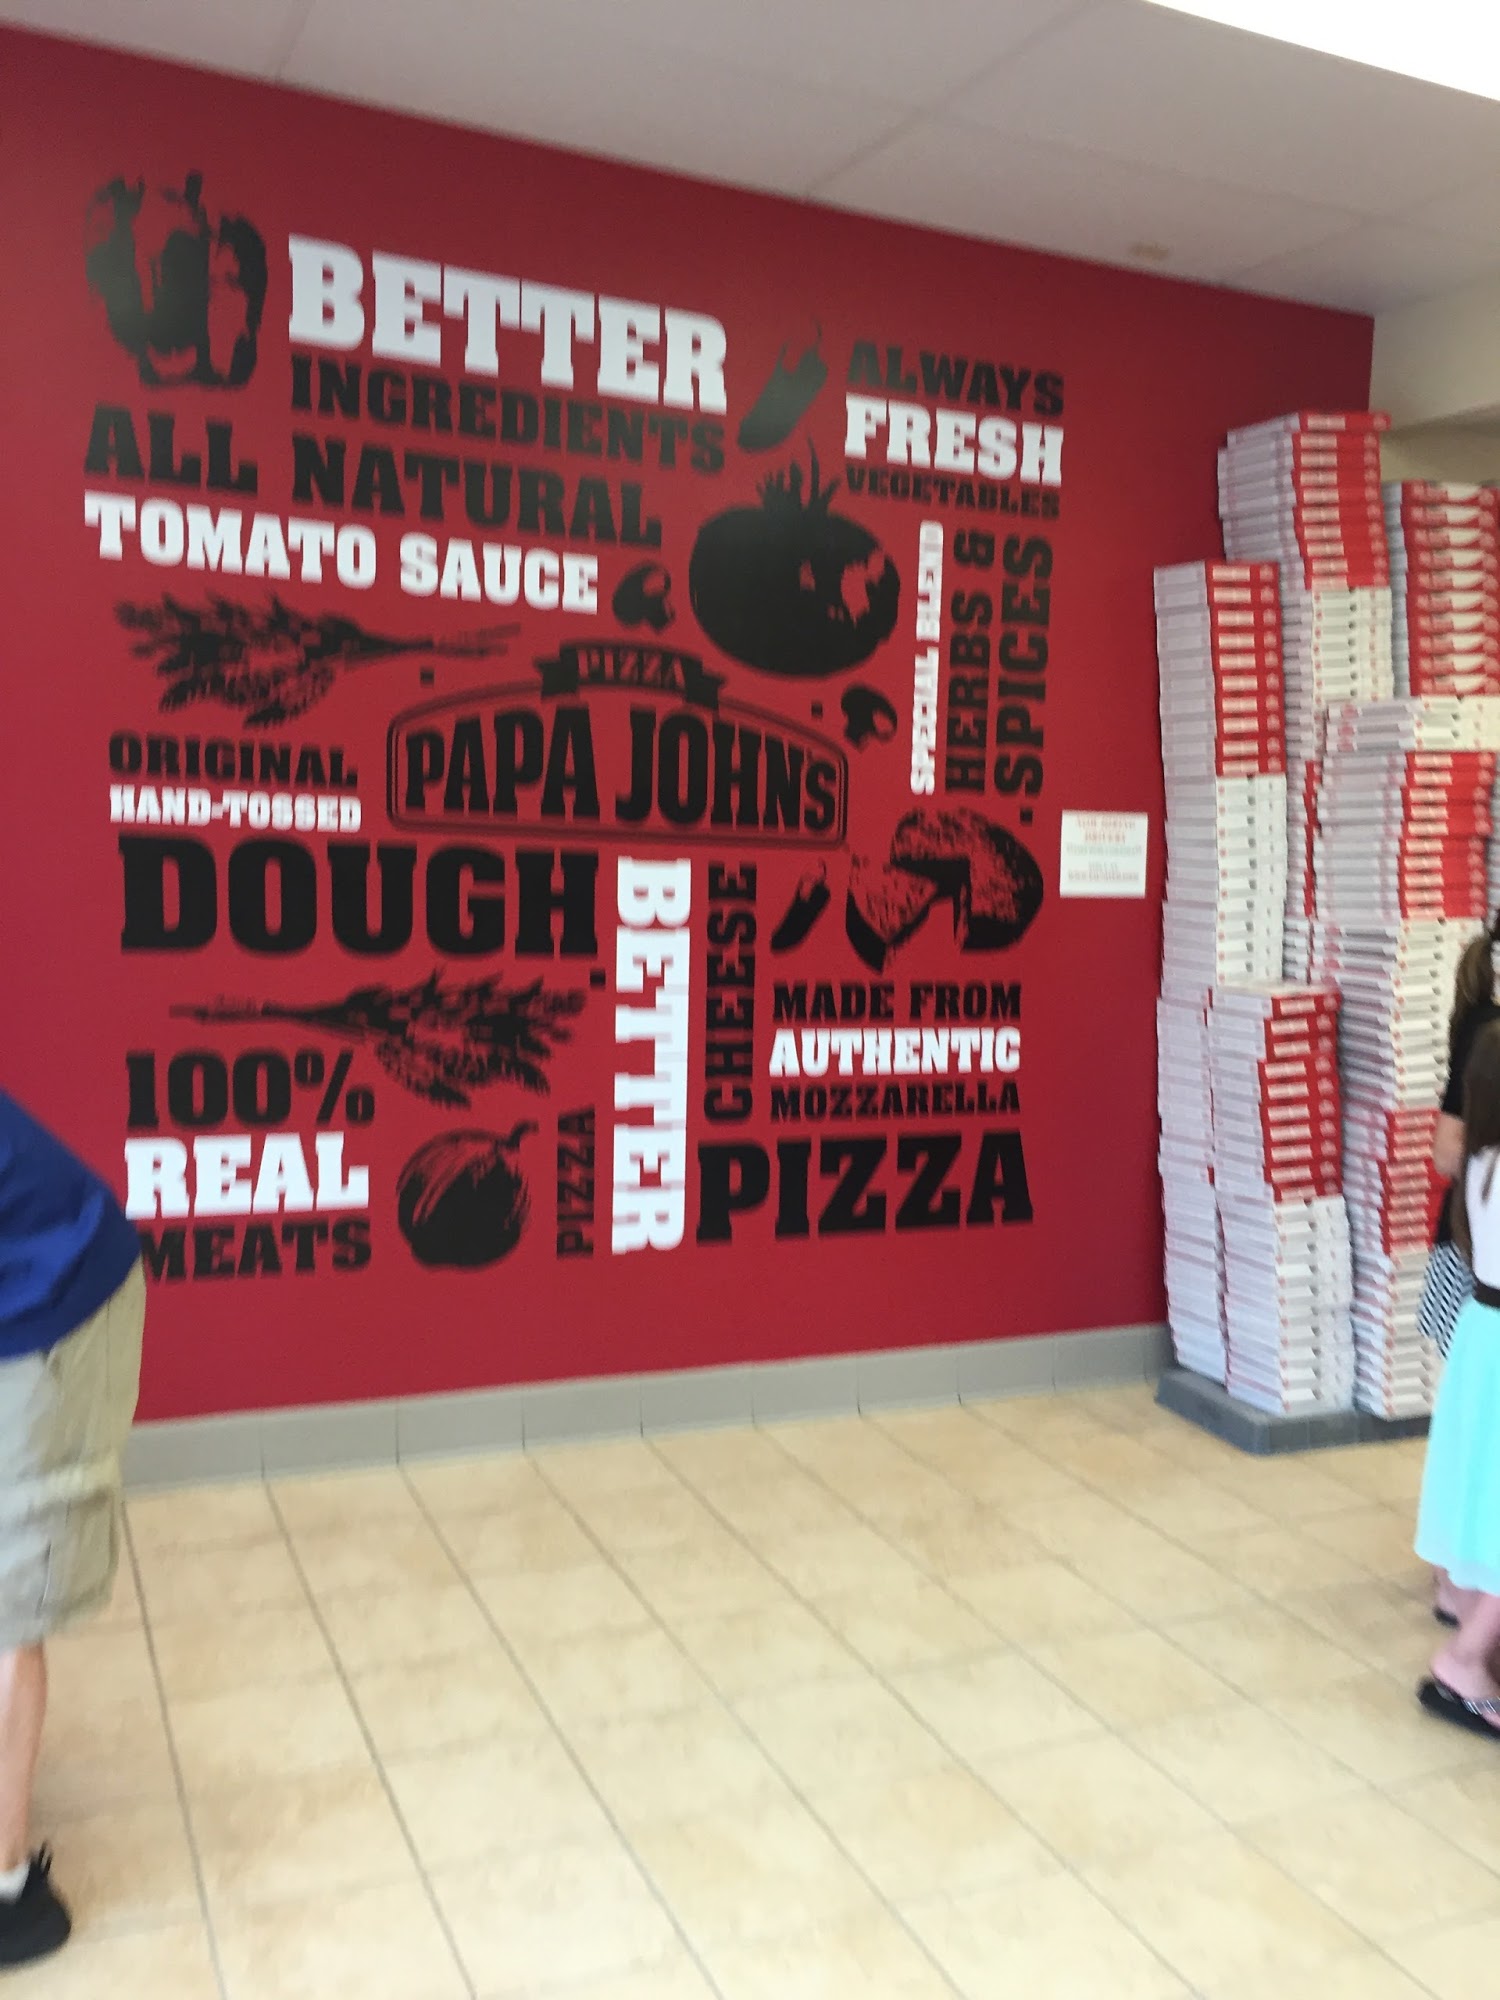 BETTER
INGREDIENTS
ALL NATURAL
TOMATO SAUCE
ALWAYS
FRESH
VEGETABLES
SPECIAL BLEND
HERBS &
SPICES
PIZZA
PAPA JOHN'S
ORIGINAL
HAND-TOSSED
DOUGH
BETTER
CHEESE
MADE FROM
AUTHENTIC
MOZZARELLA
100%
REAL
MEATS
PIZZA
PIZZA